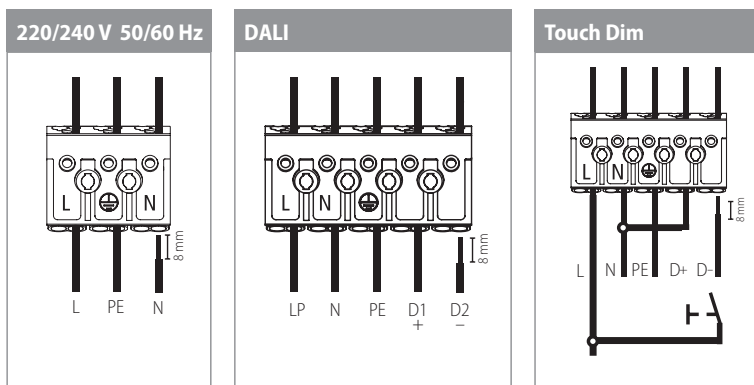 220/240 V 50/60 Hz
L N
8 mm
L PE N
DALI
L N
8 mm
LP N PE D1 D2
+ –
Touch Dim
L N
8 mm
L N PE D+ D-